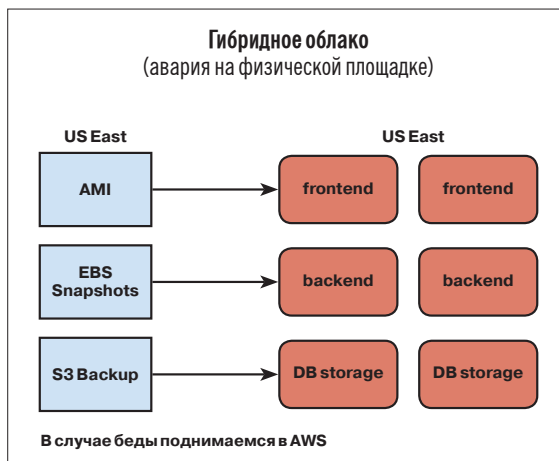 Гибридное облако
(авария на физической площадке)
US East
US East
AMI
frontend
frontend
EBS
Snapshots
backend
backend
S3 Backup
DB storage
DB storage
В случае беды поднимаемся в AWS